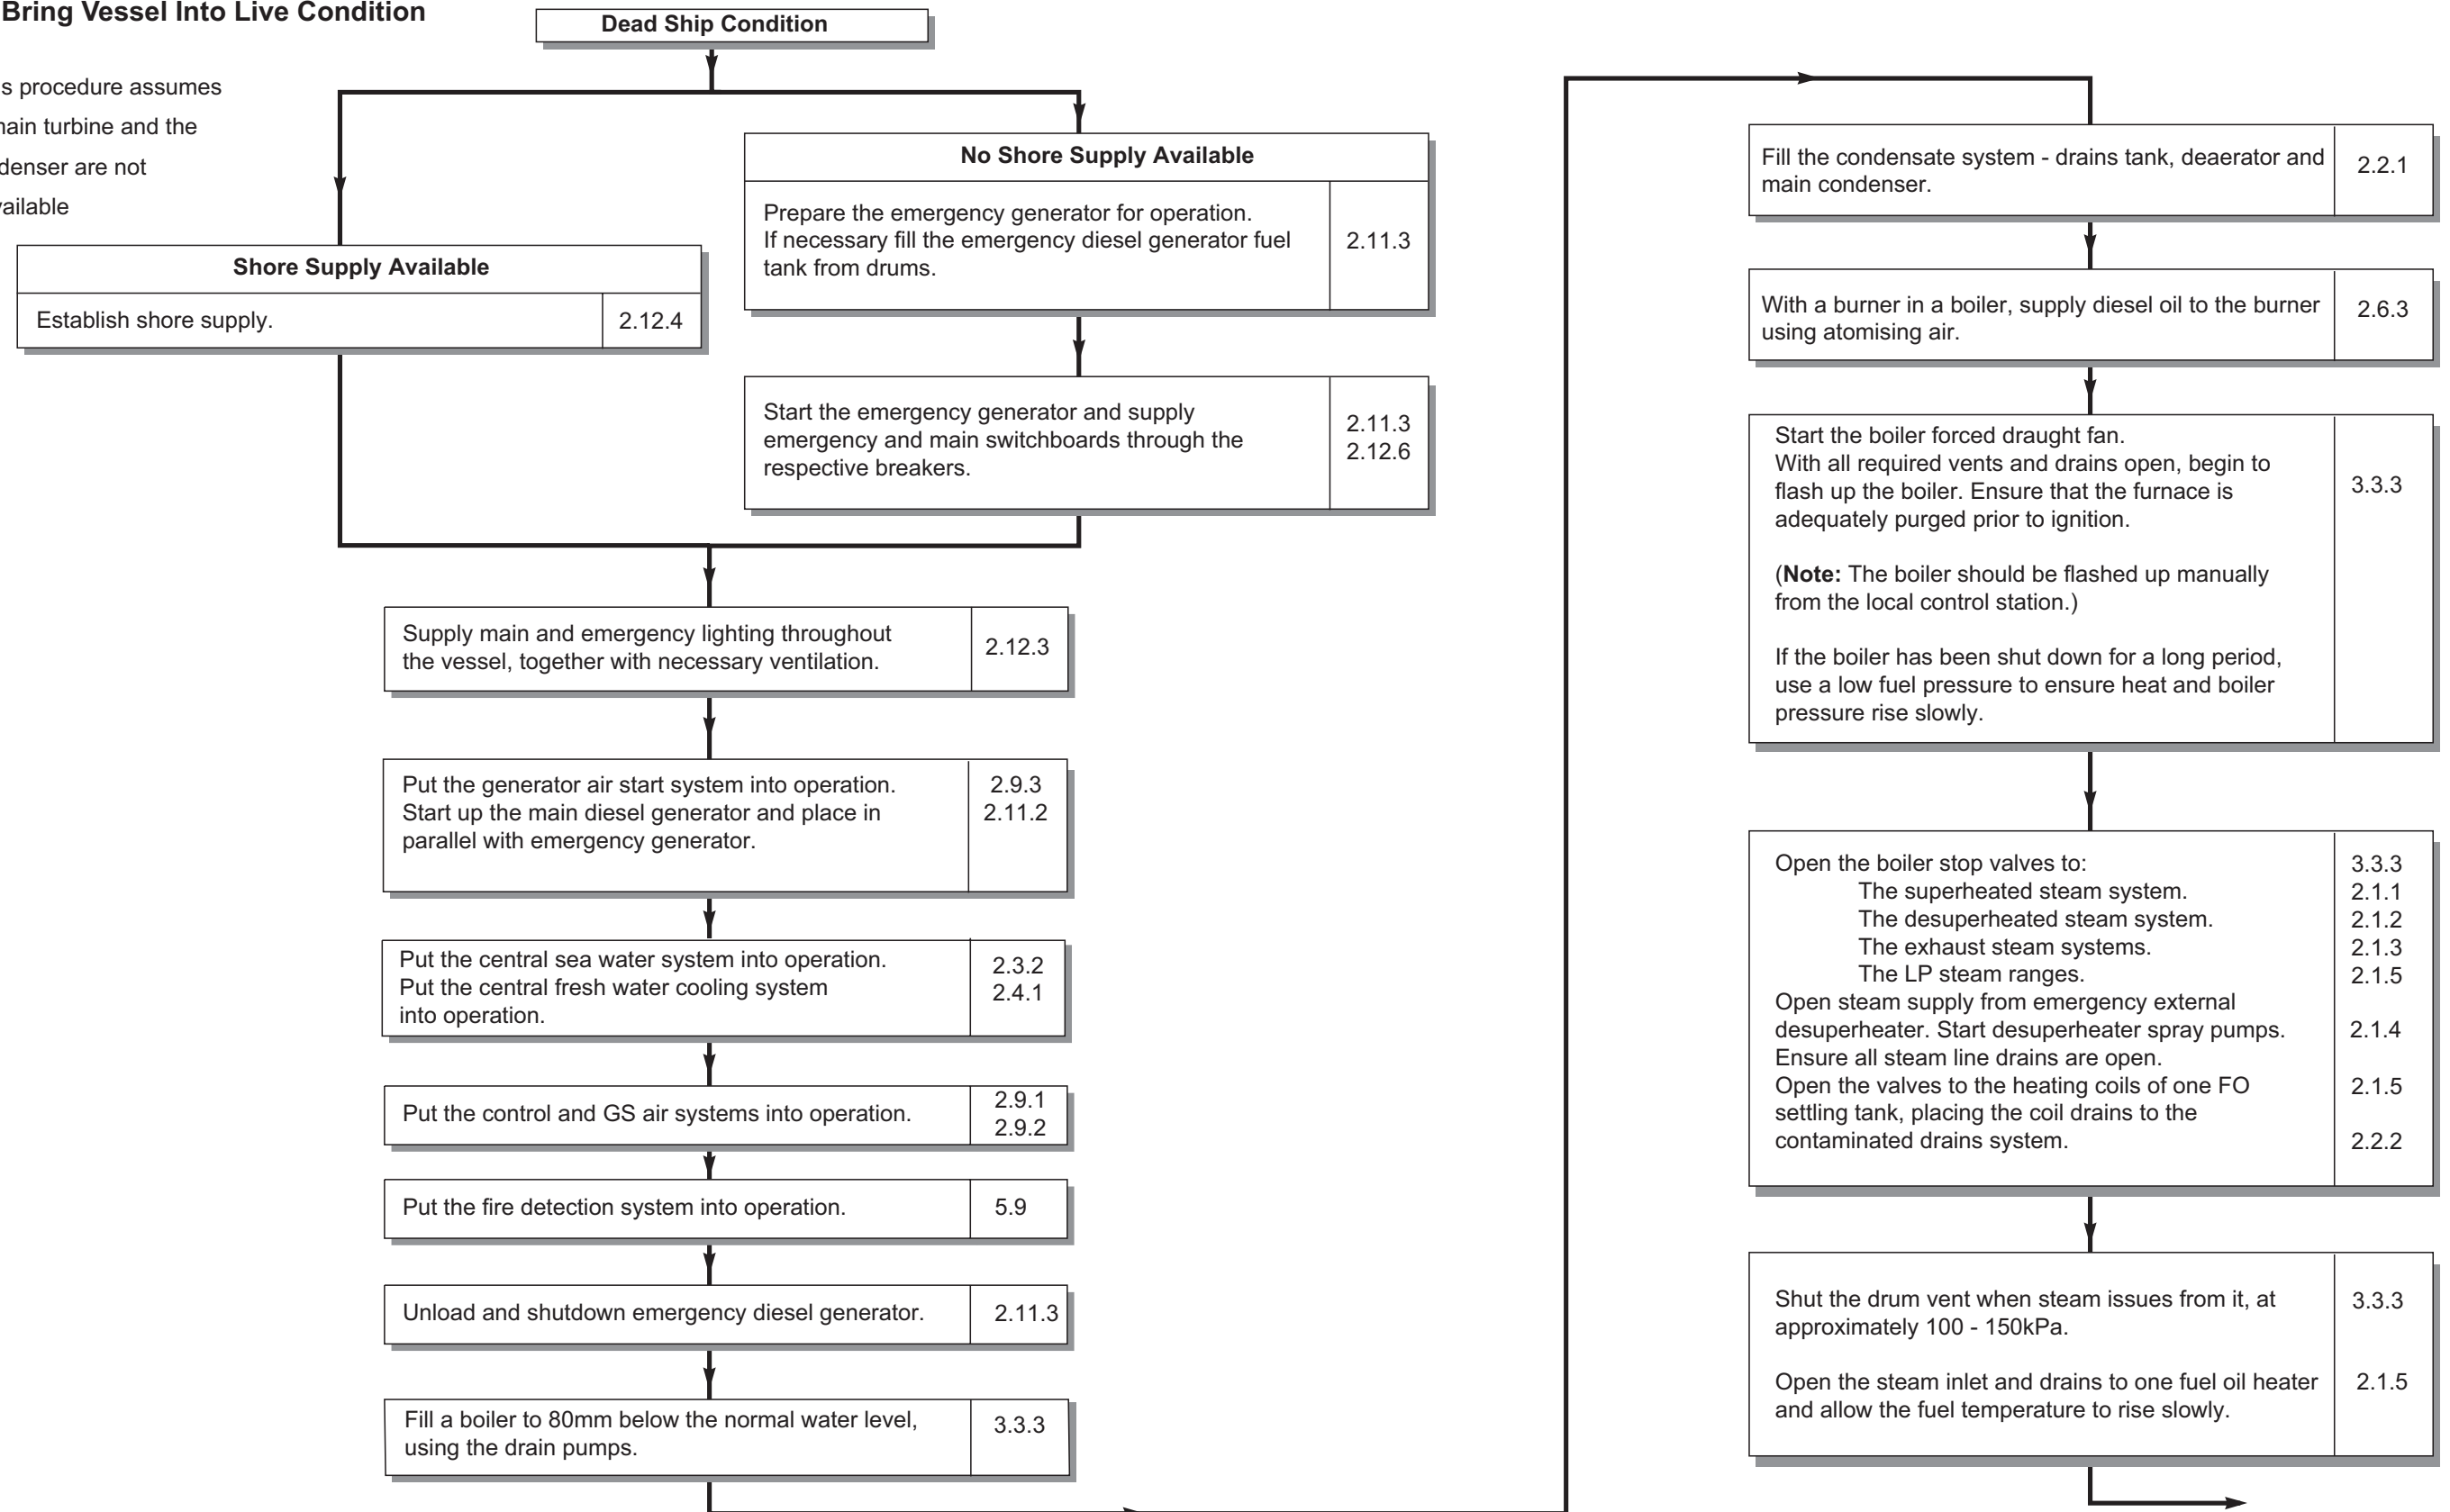 Bring Vessel Into Live Condition
procedure assumes
turbine and the
are not
Dead Ship Condition
No Shore Supply Available
Prepare the emergency generator for operation.
If necessary fill the emergency diesel generator fuel
tank from drums.
2.11.3
Shore Supply Available
Establish shore supply.
2.12.4
Start the emergency generator and supply
emergency and main switchboards through the
respective breakers.
2.11.3
2.12.6
Supply main and emergency lighting throughout
the vessel, together with necessary ventilation.
2.12.3
Put the generator air start system into operation.
Start up the main diesel generator and place in
parallel with emergency generator.
2.9.3
2.11.2
Put the central sea water system into operation.
Put the central fresh water cooling system
into operation.
2.3.2
2.4.1
Put the control and GS air systems into operation.
2.9.1
2.9.2
Put the fire detection system into operation.
5.9
Unload and shutdown emergency diesel generator.
2.11.3
Fill a boiler to 80mm below the normal water level,
using the drain pumps.
3.3.3
Fill the condensate system - drains tank, deaerator and
main condenser.
2.2.1
With a burner in a boiler, supply diesel oil to the burner
using atomising air.
2.6.3
Start the boiler forced draught fan.
With all required vents and drains open, begin to
flash up the boiler. Ensure that the furnace is
adequately purged prior to ignition.
(Note: The boiler should be flashed up manually
from the local control station.)
If the boiler has been shut down for a long period,
use a low fuel pressure to ensure heat and boiler
pressure rise slowly.
3.3.3
Open the boiler stop valves to:
The superheated steam system.
The desuperheated steam system.
The exhaust steam systems.
The LP steam ranges.
Open steam supply from emergency external
desuperheater. Start desuperheater spray pumps.
Ensure all steam line drains are open.
Open the valves to the heating coils of one FO
settling tank, placing the coil drains to the
contaminated drains system.
3.3.3
2.1.1
2.1.2
2.1.3
2.1.5
2.1.4
2.1.5
2.2.2
Shut the drum vent when steam issues from it, at
approximately 100 - 150kPa.
Open the steam inlet and drains to one fuel oil heater
and allow the fuel temperature to rise slowly.
3.3.3
2.1.5